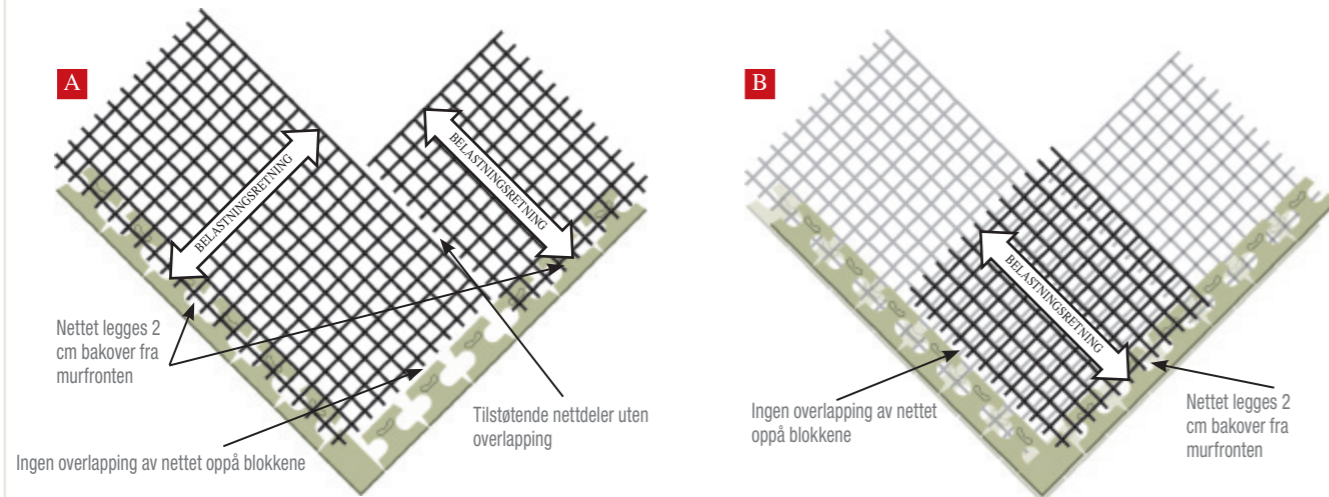 A
BELASTNINGSRETNING
BELASTNINGSRETNING
Nettet legges 2
cm bakover fra
murfronten
Tilstøtende nettdeler uten
overlapping
Ingen overlapping av nettet oppå blokkene
B
BELASTNINGSRETNING
Ingen overlapping av nettet
oppå blokkene
Nettet legges 2
cm bakover fra
murfronten